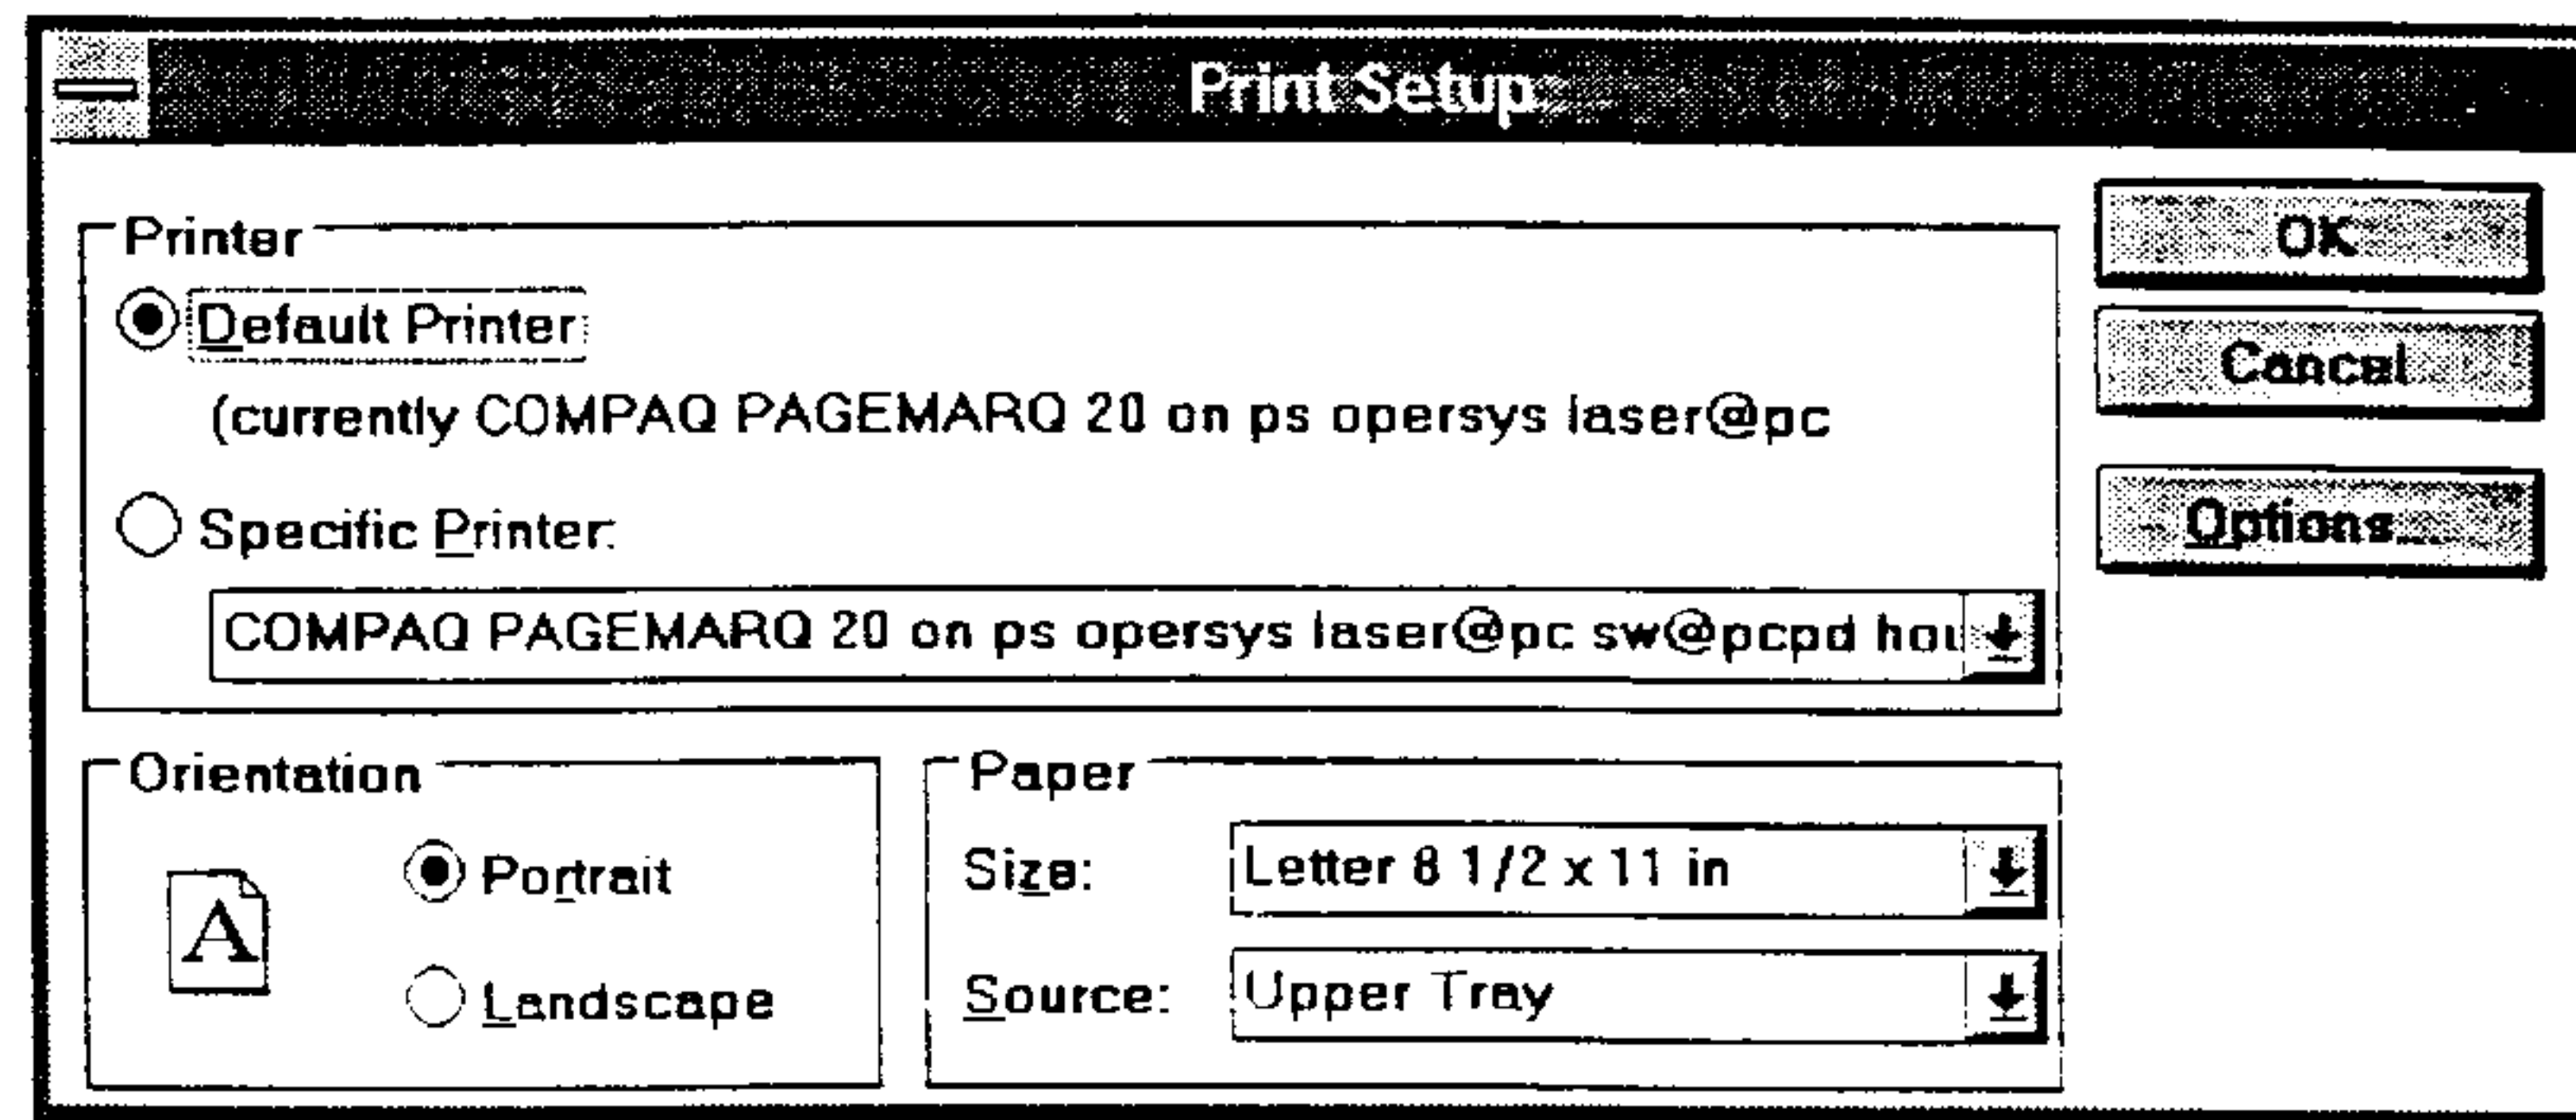 Print Setup
Printer
OK
Default Printer
Cancel
(currently COMPAQ PAGEMARQ 20 on ps opersys laser@pc
Specific Printer:
Options...
COMPAQ PAGEMARQ 20 on ps opersys laser@pc sw@pcpd hou
Orientation
A
Portrait
Landscape
Paper
Size:
Letter 8 1/2 x 11 in
Source:
Upper Tray